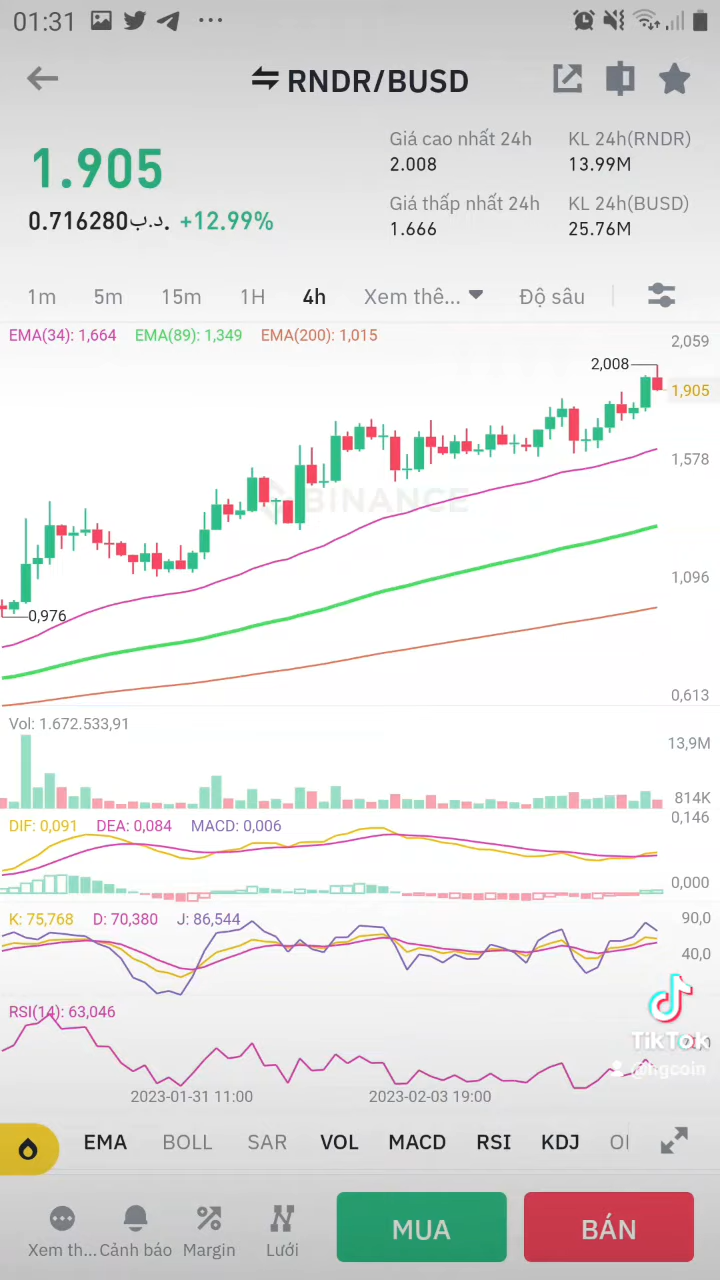 01:31
RNDR/BUSD
1.905
0.716280د.ب. +12.99%
Giá cao nhất 24h
2.008
KL 24h(RNDR)
13.99M
Giá thấp nhất 24h
1.666
KL 24h(BUSD)
25.76M
1m 5m 15m 1H 4h Xem thê... Độ sâu
EMA(34): 1,664 EMA(89): 1,349 EMA(200): 1,015
2,059
2,008
1,905
1,578
BINANCE
1,096
0,976
0,613
Vol: 1.672.533,91
13,9M
814K
0,146
DIF: 0,091 DEA: 0,084 MACD: 0,006
0,000
K: 75,768 D: 70,380 J: 86,544
90,0
40,0
RSI(14): 63,046
TikTok
2023-01-31 11:00 2023-02-03 19:00
EMA BOLL SAR VOL MACD RSI KDJ
Xem th... Cảnh báo Margin Lưới
MUA BÁN